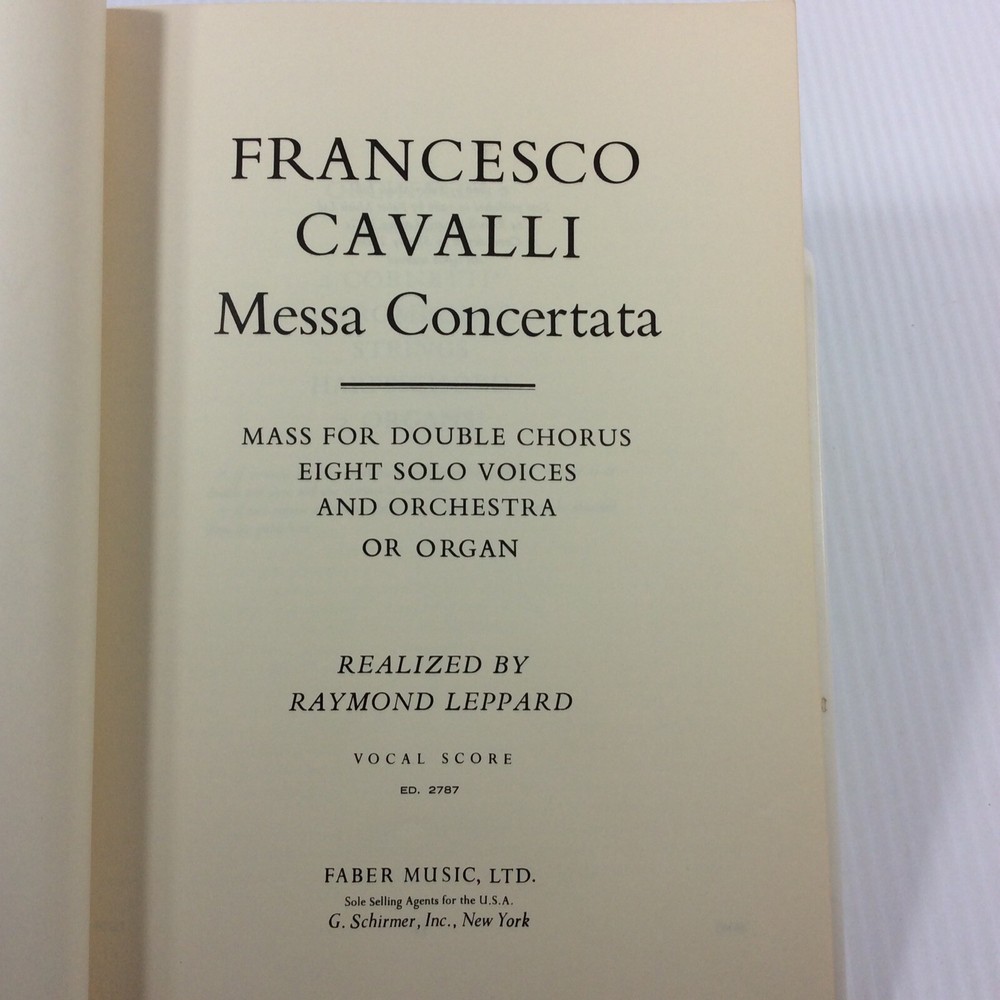 FRANCESCO
CAVALLI
Messa Concertata
MASS FOR DOUBLE CHORUS
EIGHT SOLO VOICES
AND ORCHESTRA
OR ORGAN
REALIZED BY
RAYMOND LEPPARD
VOCAL SCORE
ED. 2787
FABER MUSIC, LTD.
Sole Selling Agents for the U.S.A.
G. Schirmer, Inc., New York